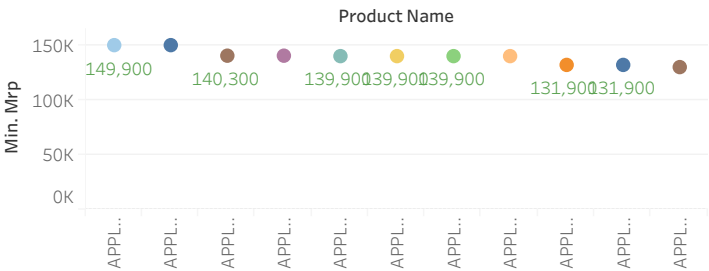 Product Name
Min. Mrp
150K
100K
50K
0K
149,900
140,300
139,900
139,900
139,900
131,900
131,900
APPL..
APPL..
APPL..
APPL..
APPL..
APPL..
APPL..
APPL..
APPL..
APPL..
APPL..